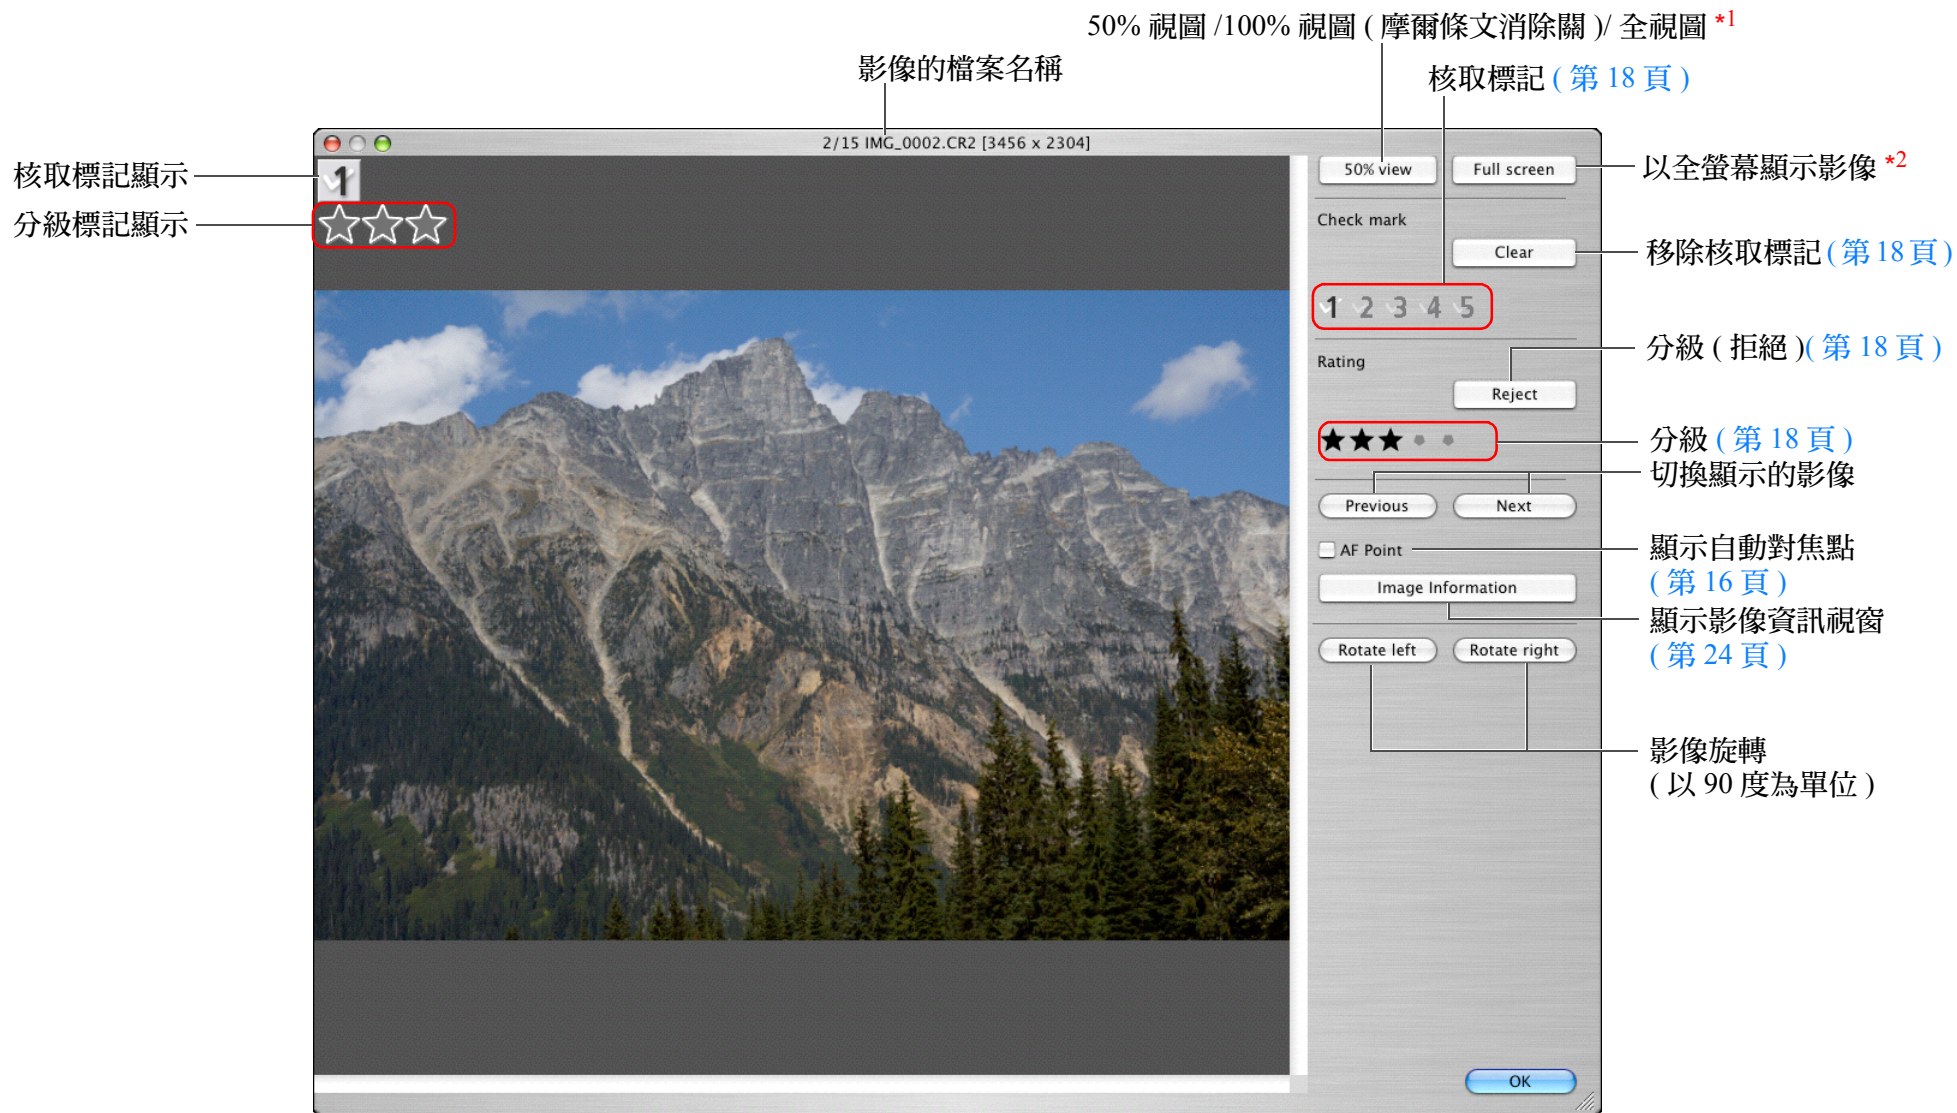 50% 視圖 /100% 視圖 ( 摩爾條文消除關 )/ 全視圖 *1
影像的檔案名稱
核取標記 ( 第 18 頁 )
2/15 IMG_0002.CR2 [3456 x 2304]
核取標記顯示
1
分級標記顯示
50% view
Full screen
以全螢幕顯示影像 *2
Check mark
Clear
移除核取標記 ( 第 18 頁 )
1 2 3 4 5
Rating
分級 ( 拒絕 )( 第 18 頁 )
Reject
分級 ( 第 18 頁 )
切換顯示的影像
Previous
Next
AF Point
顯示自動對焦點
( 第 16 頁 )
Image Information
顯示影像資訊視窗
( 第 24 頁 )
Rotate left
Rotate right
影像旋轉
( 以 90 度為單位 )
OK